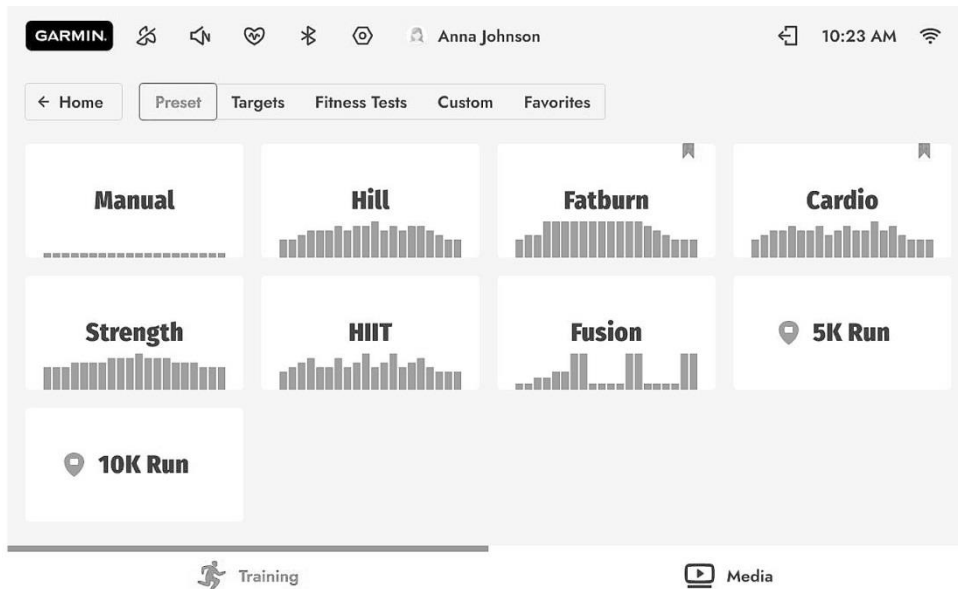 GARMIN. Anna Johnson 10:23 AM
Home Preset Targets Fitness Tests Custom Favorites
Manual Hill Fatburn Cardio
Strength HIIT Fusion 5K Run
10K Run
Training Media